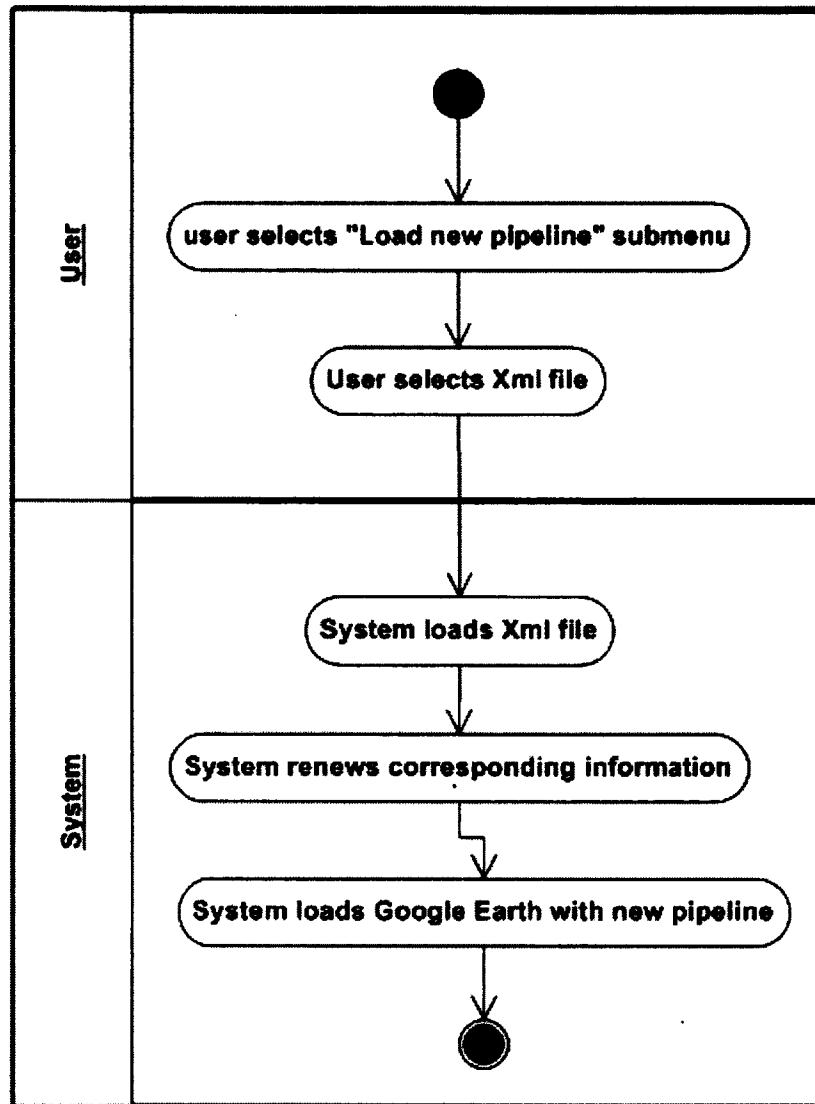 User
user selects "Load new pipeline" submenu
User selects Xml file
System
System loads Xml file
System renews corresponding information
System loads Google Earth with new pipeline